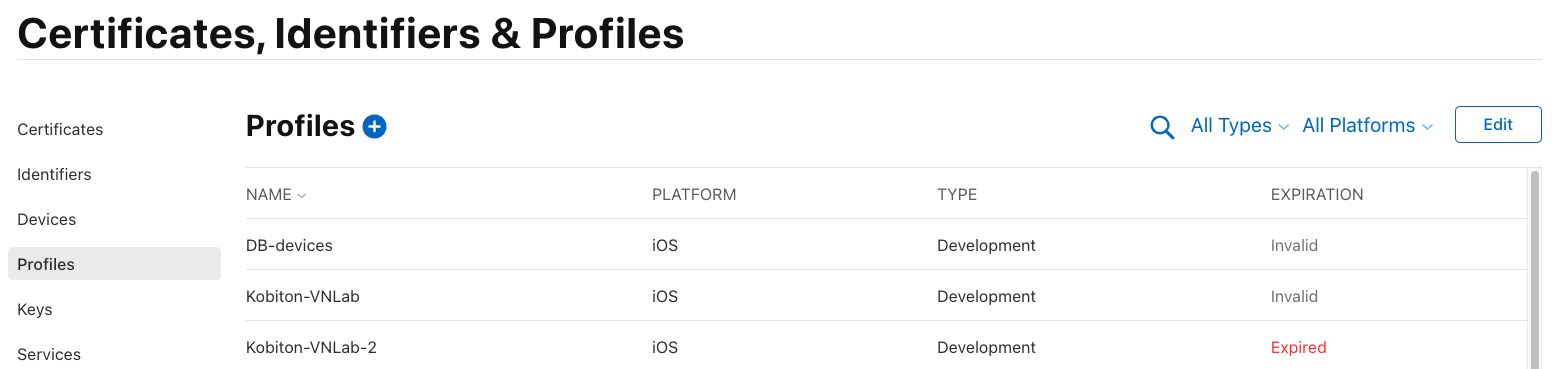 Certificates, Identifiers & Profiles
Certificates
Identifiers
Devices
Profiles
Keys
Services
Profiles
All Types
All Platforms
Edit
NAME PLATFORM TYPE EXPIRATION
DB-devices iOS Development Invalid
Kobiton-VNLab iOS Development Invalid
Kobiton-VNLab-2 iOS Development Expired